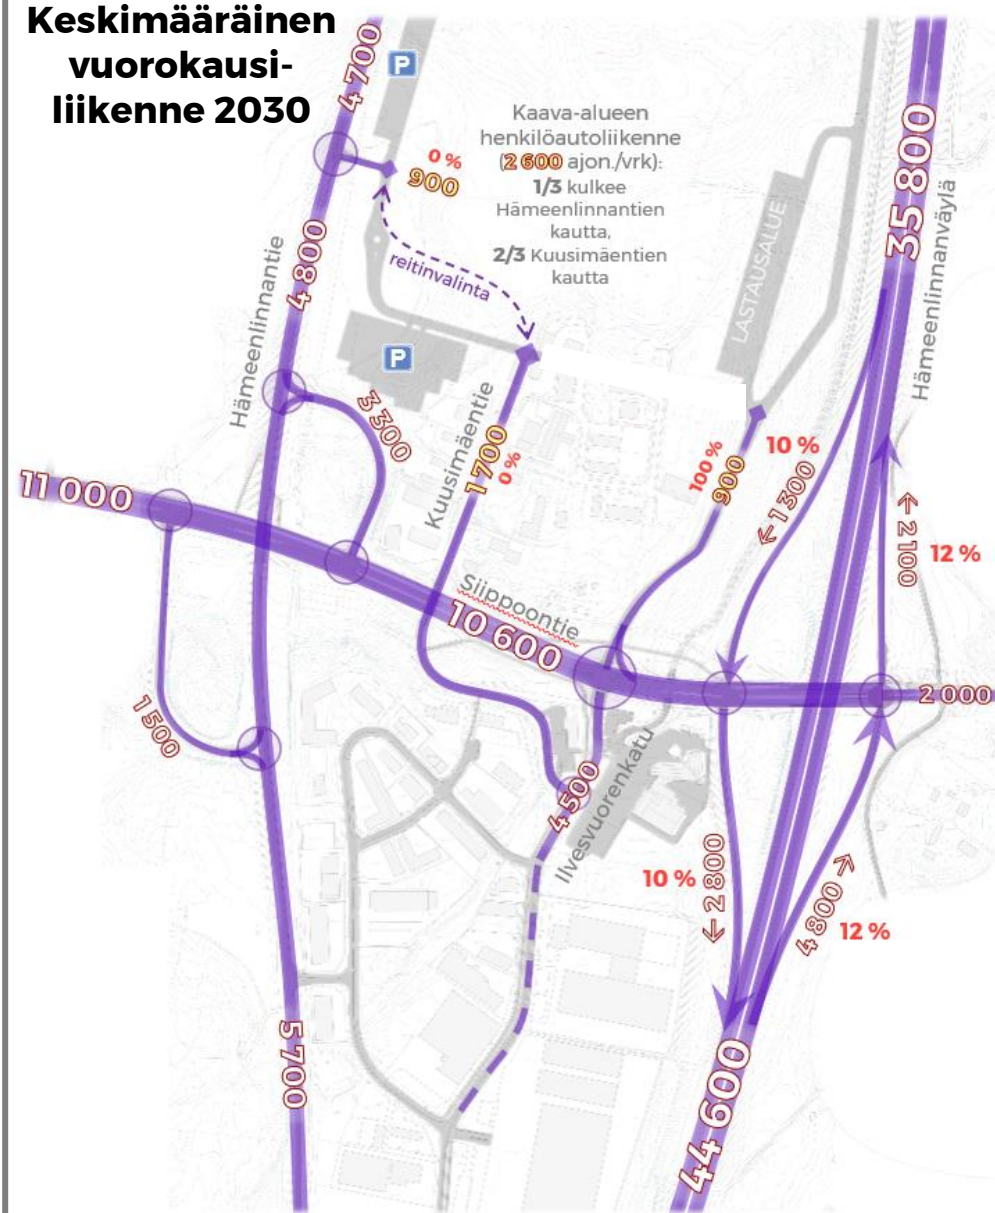 Keskimääräinen
vuorokausi-
liikenne 2030
4 700
P
Kaava-alueen
henkilöautoliikenne
(2 600 ajon./vrk):
1/3 kulkee
Hämeenlinnantien
kautta,
2/3 Kuusimäentien
kautta
0 %
900
35 800
Hämeenlinnanväylä
4 800
Hämeenlinnantie
reitinvalinta
LASTAUSALUE
P
3 300
Kuusimäentie
1 700
0 %
100 %
900
10 %
← 1 300
11 000
→ 2 100
12 %
Siippoontie
10 600
2 000
1 500
4 500
Ilvesvuorenkatu
10 %
← 2 800
4 800 →
12 %
5 700
44 600